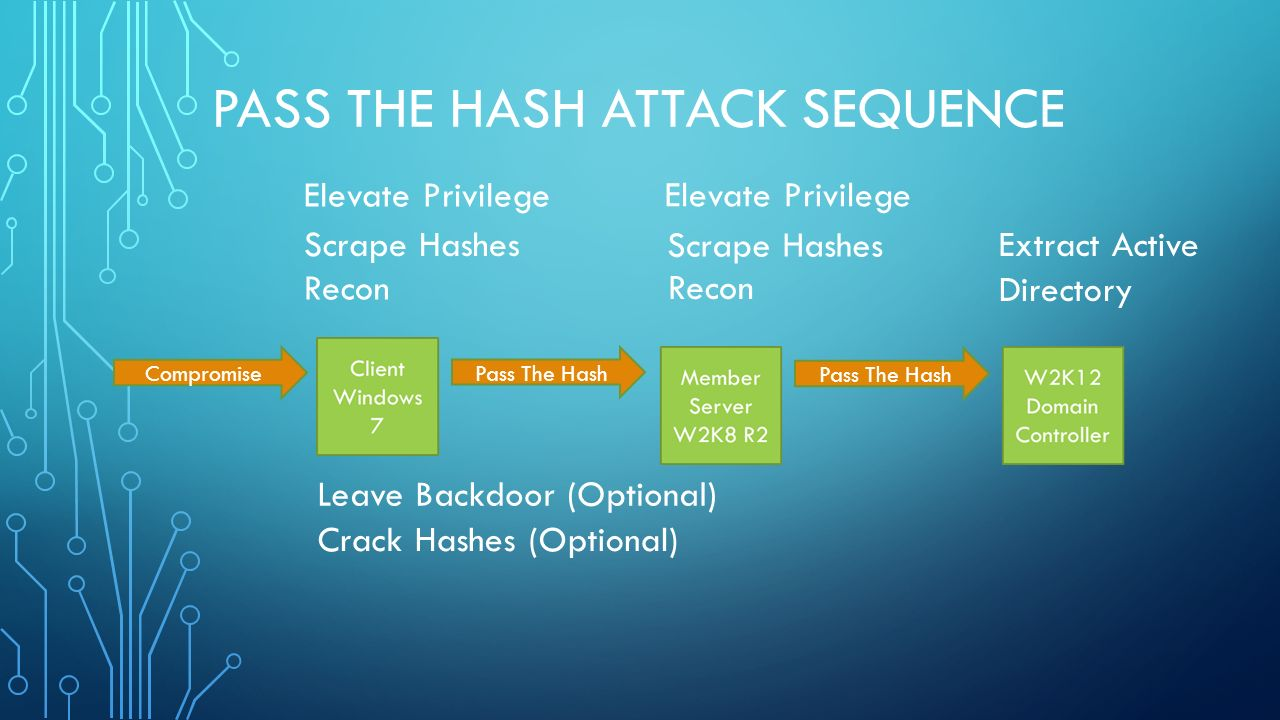 PASS THE HASH ATTACK SEQUENCE
Elevate Privilege
Scrape Hashes
Recon
Elevate Privilege
Scrape Hashes
Recon
Extract Active
Directory
Compromise
Client
Windows
7
Pass The Hash
Member
Server
W2K8 R2
Pass The Hash
W2K12
Domain
Controller
Leave Backdoor (Optional)
Crack Hashes (Optional)